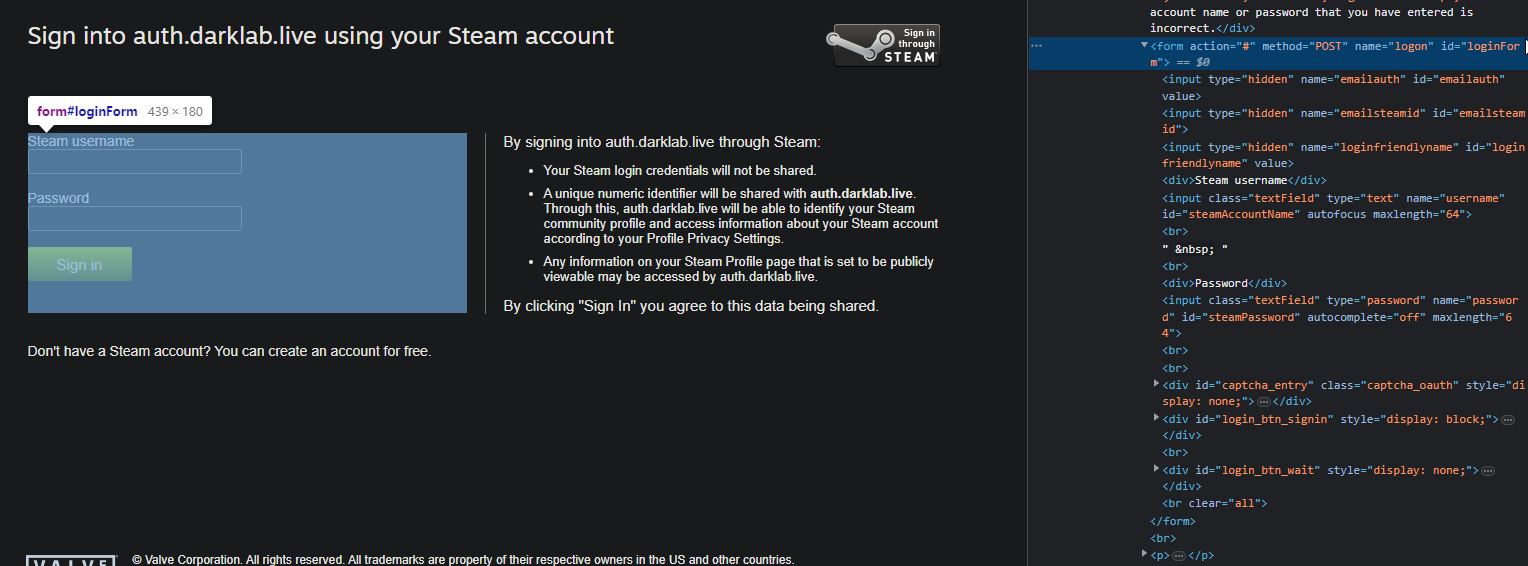 Sign into auth.darklab.live using your Steam account
Sign in
through
STEAM™
form#loginForm 439 × 180
Steam username
Password
Sign in
By signing into auth.darklab.live through Steam:
• Your Steam login credentials will not be shared.
• A unique numeric identifier will be shared with auth.darklab.live.
Through this, auth.darklab.live will be able to identify your Steam
community profile and access information about your Steam account
according to your Profile Privacy Settings.
• Any information on your Steam Profile page that is set to be publicly
viewable may be accessed by auth.darklab.live.
By clicking "Sign In" you agree to this data being shared.
Don't have a Steam account? You can create an account for free.
VALVE
© Valve Corporation. All rights reserved. All trademarks are property of their respective owners in the US and other countries.
account name or password that you have entered is
incorrect.</div>
<form action="#" method="POST" name="logon" id="loginFor
m"> == $0
<input type="hidden" name="emailauth" id="emailauth"
value>
<input type="hidden" name="emailsteamid" id="emailsteam
id">
<input type="hidden" name="loginfriendlyname" id="login
friendlyname" value>
<div>Steam username</div>
<input class="textField" type="text" name="username"
id="steamAccountName" autofocus maxlength="64">
<br>
" &nbsp; "
<br>
<div>Password</div>
<input class="textField" type="password" name="passwor
d" id="steamPassword" autocomplete="off" maxlength="6
4">
<br>
<br>
<div id="captcha_entry" class="captcha_oauth" style="di
splay: none;">…</div>
<div id="login_btn_signin" style="display: block;">…
</div>
<br>
<div id="login_btn_wait" style="display: none;">…
</div>
<br clear="all">
</form>
<br>
<p>…</p>